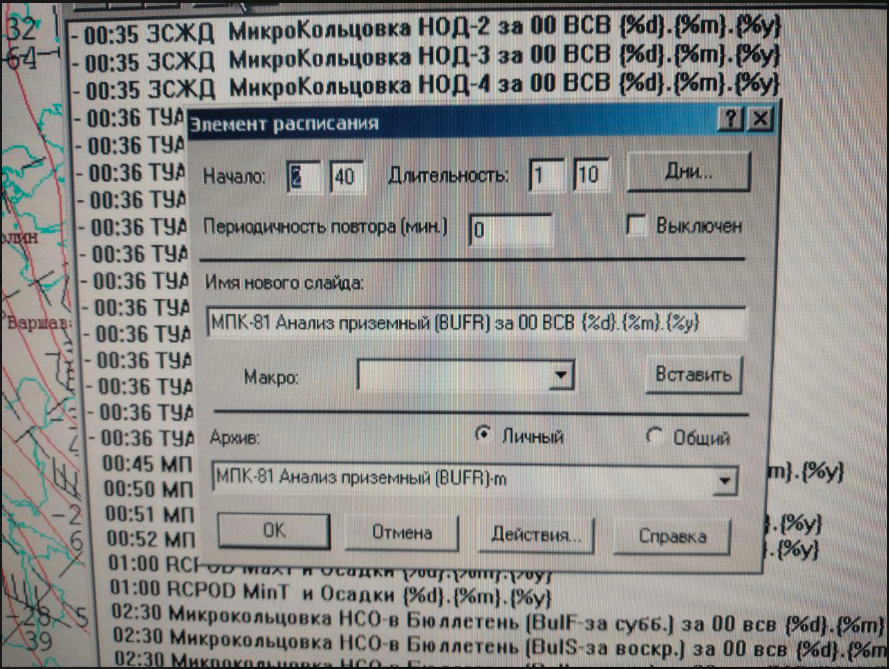 32
64
- 00:35 ЗСЖД МикроКольцовка НОД-2 за 00 ВСВ {%d}.{%m}.{%y}
- 00:35 ЗСЖД МикроКольцовка НОД-3 за 00 ВСВ {%d}.{%m}.{%y}
- 00:35 ЗСЖД МикроКольцовка НОД-4 за 00 ВСВ {%d}.{%m}.{%y}
- 00:36 ТУА
- 00:36 ТУА
- 00:36 ТУА
- 00:36 ТУА
- 00:36 ТУА
- 00:36 ТУА
- 00:36 ТУА
- 00:36 ТУА
- 00:36 ТУА
- 00:36 ТУА
- 00:36 ТУА
- 00:36 ТУА
- 00:36 ТУА
Варшав
Элемент расписания
Начало: 2 40 Длительность: 1 10 Дни...
Периодичность повтора (мин.) 0 Выключен
Имя нового слайда:
МПК-81 Анализ приземный (BUFR) за 00 ВСВ {%d}.{%m}.{%y}
Макро: Вставить
Архив: Личный Общий
МПК-81 Анализ приземный (BUFR)-m
OK Отмена Действия... Справка
00:45 МП m}.{%y}
00:50 МП
00:51 МП }.{%y}
00:52 МП }.{%y}
01:00 RCPOD MaxT и Осадки {%d}.{%m}.{%y}
01:00 RCPOD MinT и Осадки {%d}.{%m}.{%y}
02:30 Микрокольцовка НСО-в Бюллетень (BulF-за субб.) за 00 всв {%d}.{%m}
02:30 Микрокольцовка НСО-в Бюллетень (BulS-за воскр.) за 00 всв {%d}.{%m
02:30 Микрокольцовка НСО-в Бюллетень
-2
6
-28 5
39